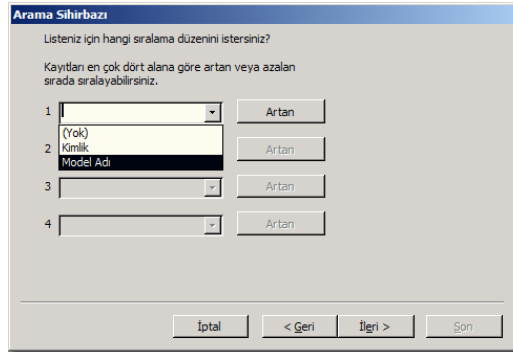 Arama Sihirbazı
Listeniz için hangi sıralama düzenini istersiniz?
Kayıtları en çok dört alana göre artan veya azalan
sırada sıralayabilirsiniz.
1 Artan
(Yok)
Kimlik
Model Adı
2 Artan
3 Artan
4 Artan
İptal < Geri İleri > Son